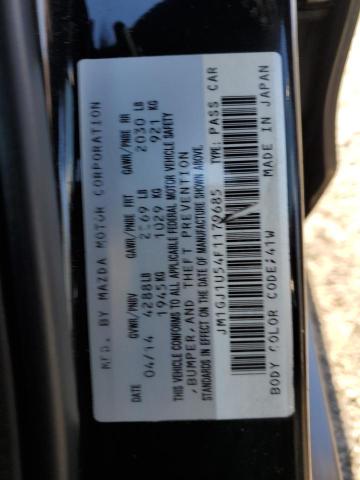 MFD. BY MAZDA MOTOR CORPORATION
DATE GVWR/PNBV GAWR/PNBE FRT GAWR/PNBE RR
04/14 4288LB LB 2030 LB
1945KG 1029 KG 921 KG
THIS VEHICLE CONFORMS TO ALL APPLICABLE FEDERAL MOTOR VEHICLE SAFETY
,BUMPER,AND THEFT PREVENTION
STANDARDS IN EFFECT ON THE DATE OF MANUFACTURE SHOWN ABOVE.
JM1GJ1U54F1179685 TYPE: PASS CAR
BODY COLOR CODE:41W MADE IN JAPAN